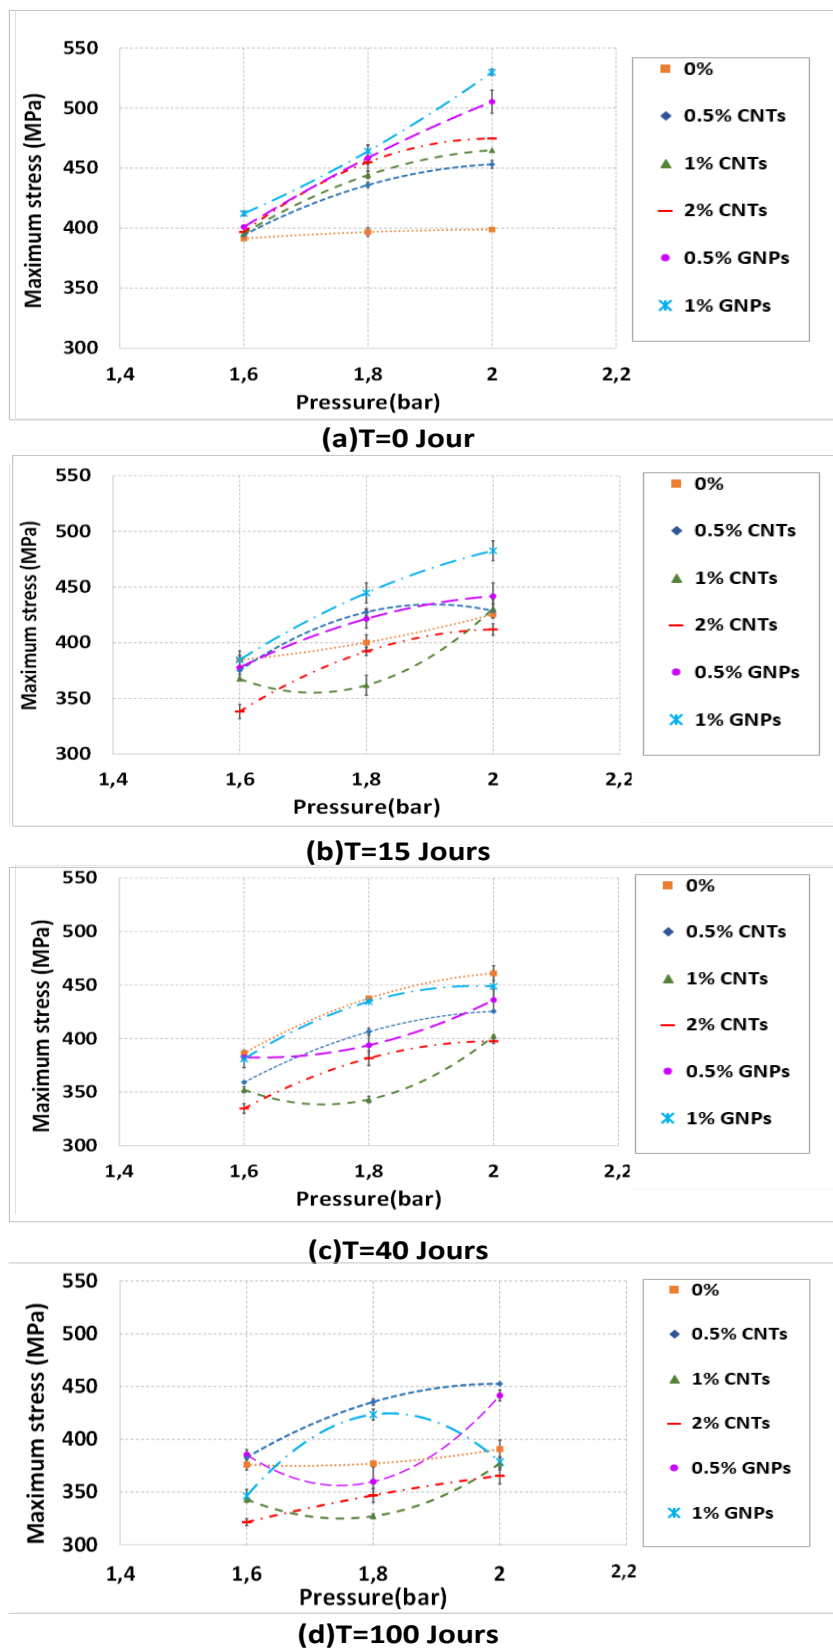 Maximum stress (MPa)
550
500
450
400
350
300
1,4
1,6
1,8
2
2,2
Pressure(bar)
0%
0.5% CNTs
1% CNTs
2% CNTs
0.5% GNPs
1% GNPs
(a)T=0 Jour
Maximum stress (MPa)
550
500
450
400
350
300
1,4
1,6
1,8
2
2,2
Pressure(bar)
0%
0.5% CNTs
1% CNTs
2% CNTs
0.5% GNPs
1% GNPs
(b)T=15 Jours
Maximum stress (MPa)
550
500
450
400
350
300
1,4
1,6
1,8
2
2,2
Pressure(bar)
0%
0.5% CNTs
1% CNTs
2% CNTs
0.5% GNPs
1% GNPs
(c)T=40 Jours
Maximum stress (MPa)
550
500
450
400
350
300
1,4
1,6
1,8
2
2,2
Pressure(bar)
0%
0.5% CNTs
1% CNTs
2% CNTs
0.5% GNPs
1% GNPs
(d)T=100 Jours